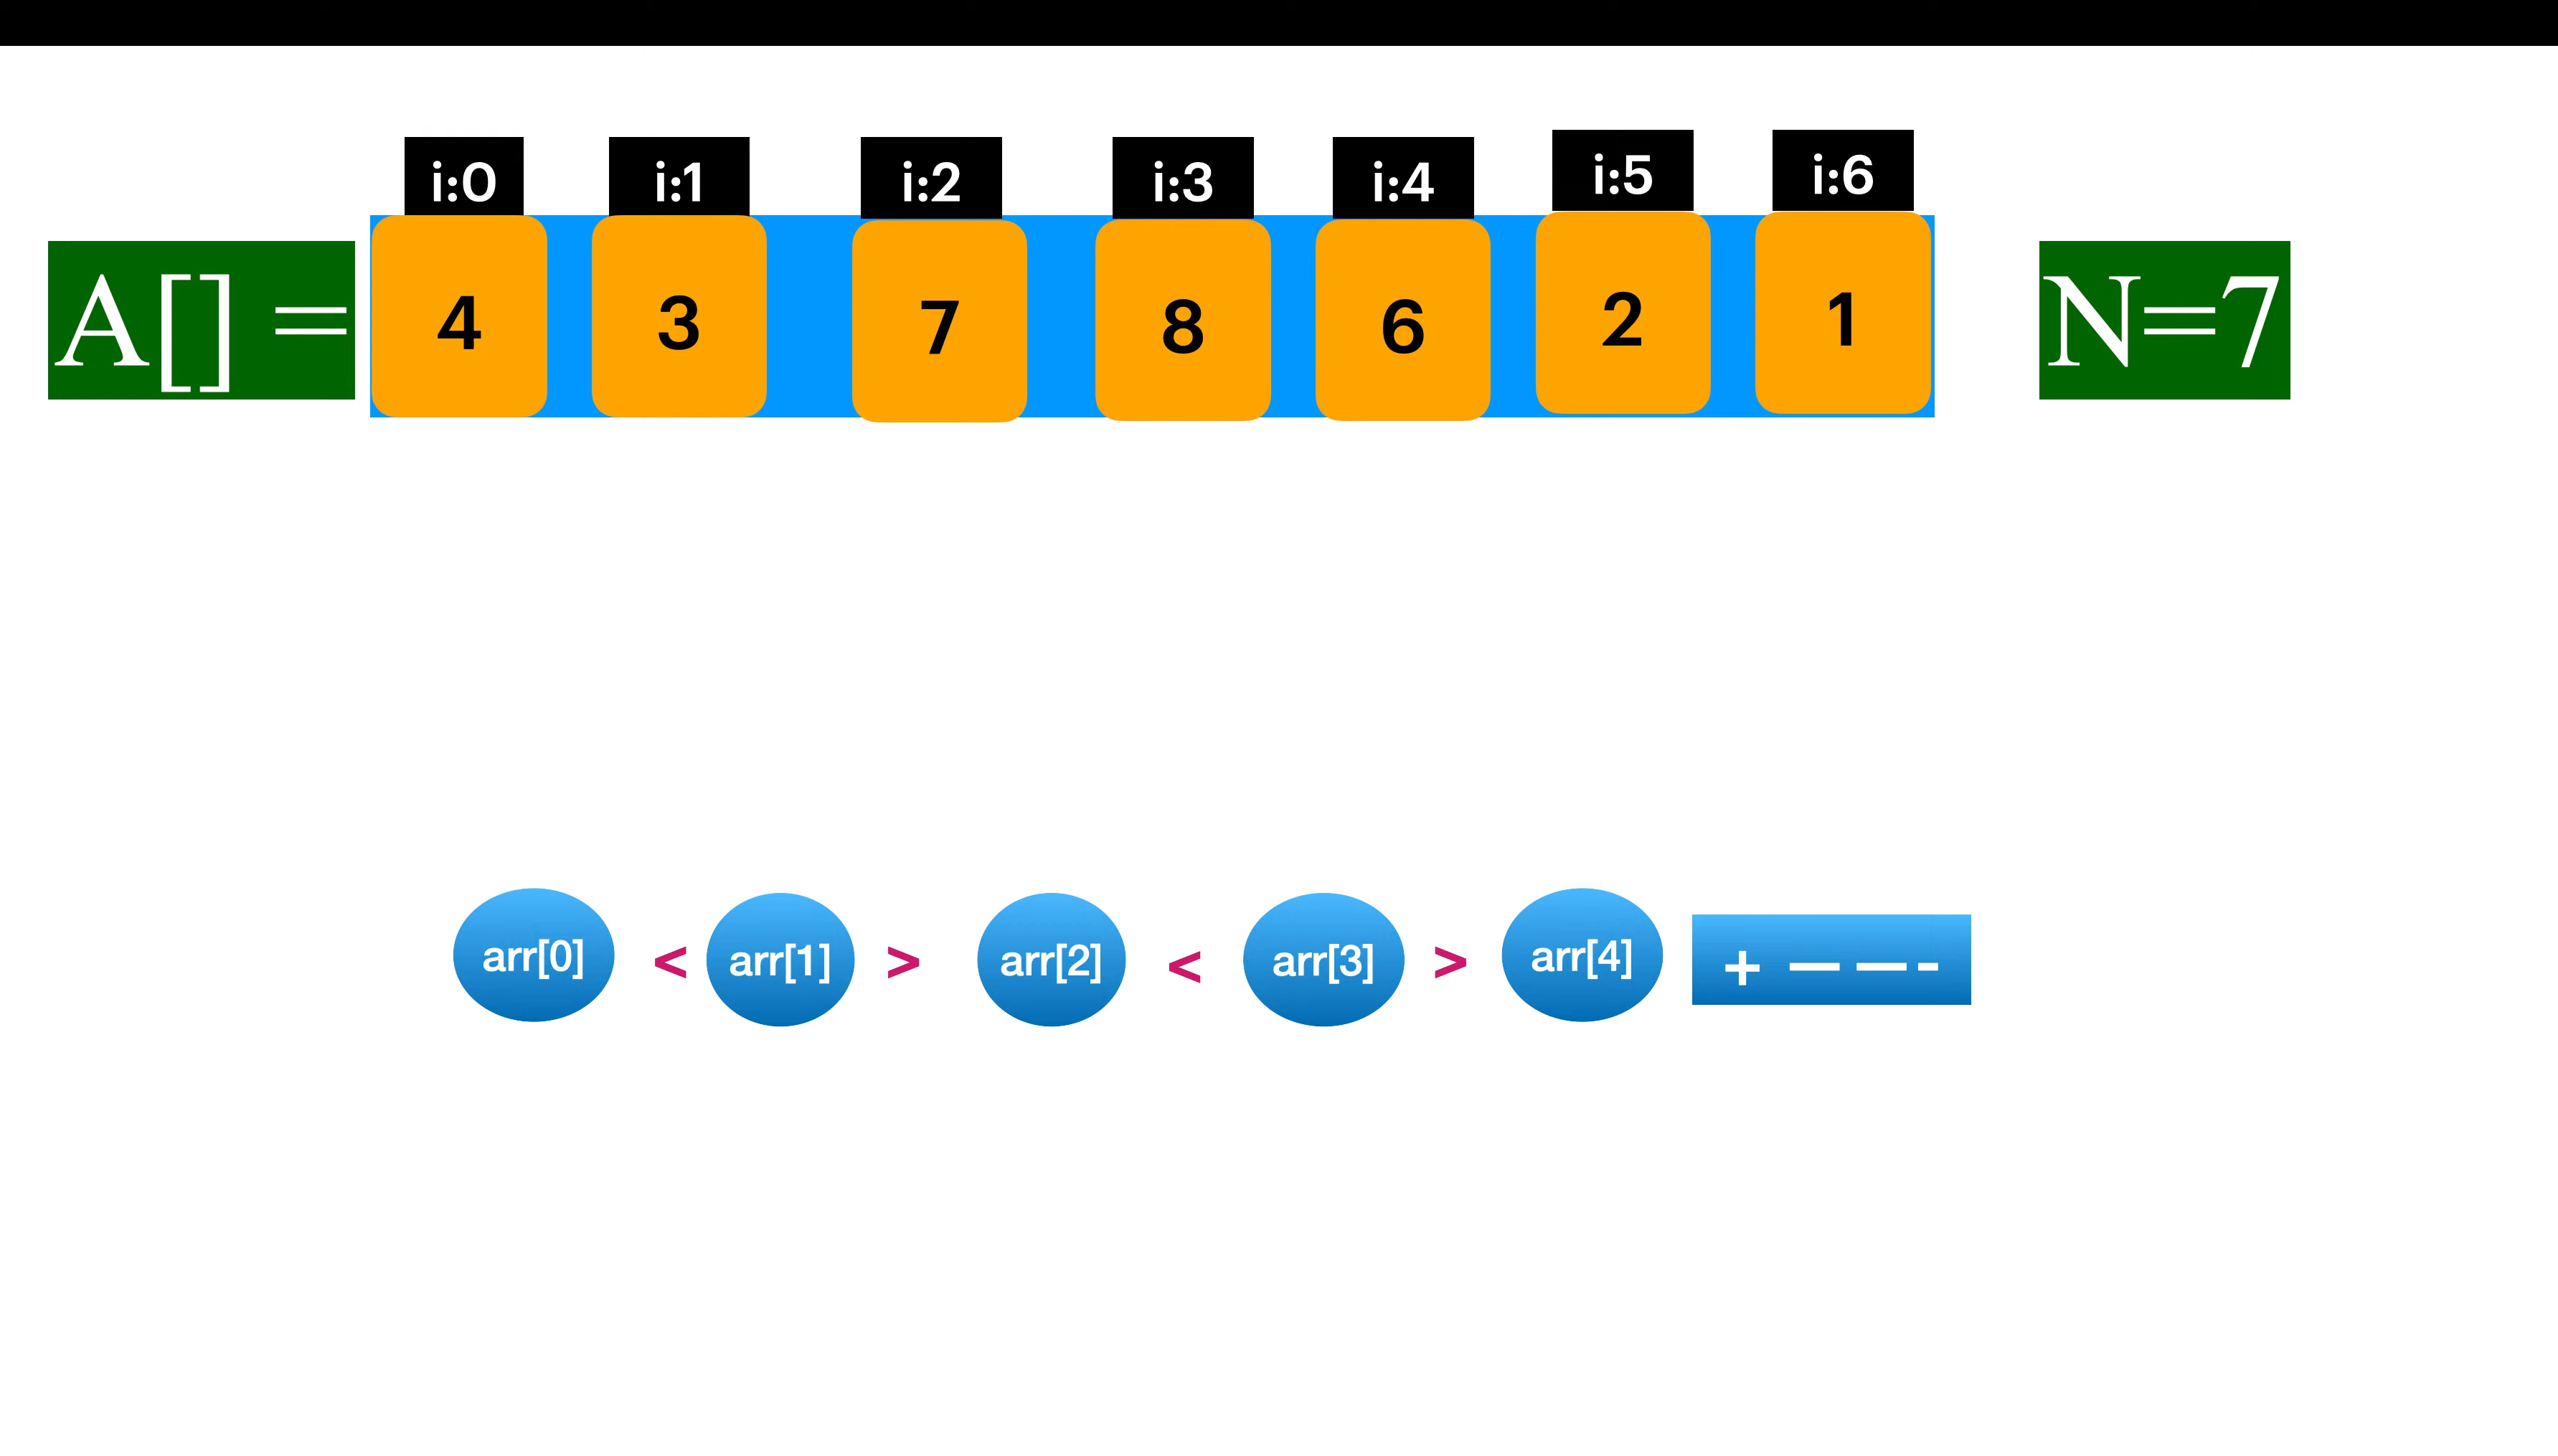 i:0 i:1 i:2 i:3 i:4 i:5 i:6
A[] = 4 3 7 8 6 2 1 N=7
arr[0] < arr[1] > arr[2] < arr[3] > arr[4] + — — -